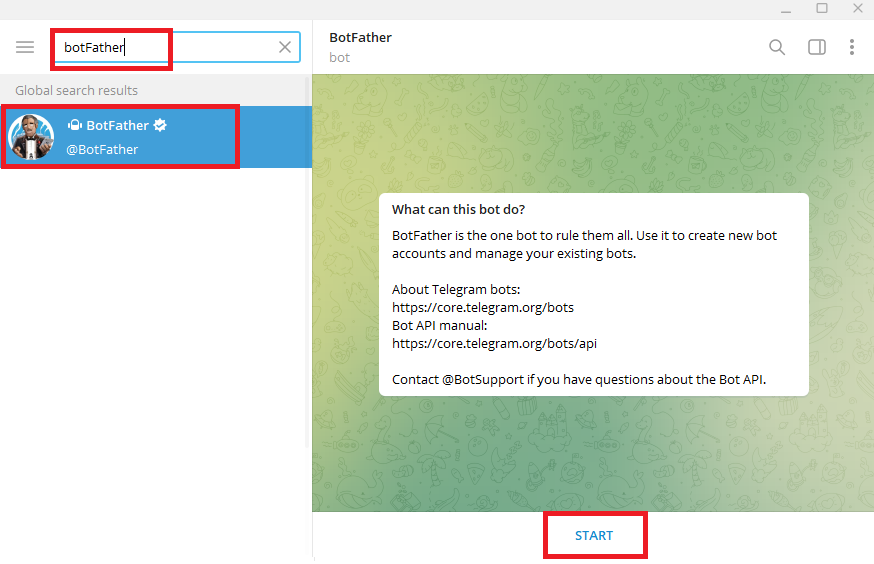 botFather
Global search results
BotFather
@BotFather
BotFather
bot
What can this bot do?
BotFather is the one bot to rule them all. Use it to create new bot
accounts and manage your existing bots.
About Telegram bots:
https://core.telegram.org/bots
Bot API manual:
https://core.telegram.org/bots/api
Contact @BotSupport if you have questions about the Bot API.
START